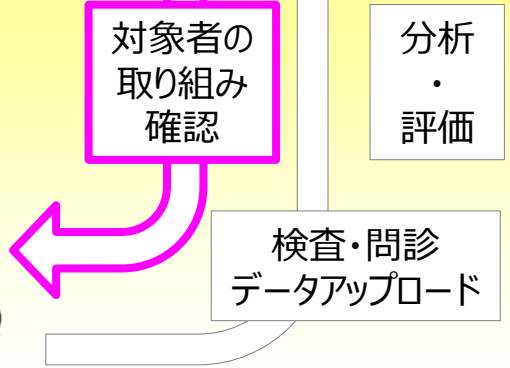 対象者の
取り組み
確認
分析
・
評価
検査・問診
データアップロード
)